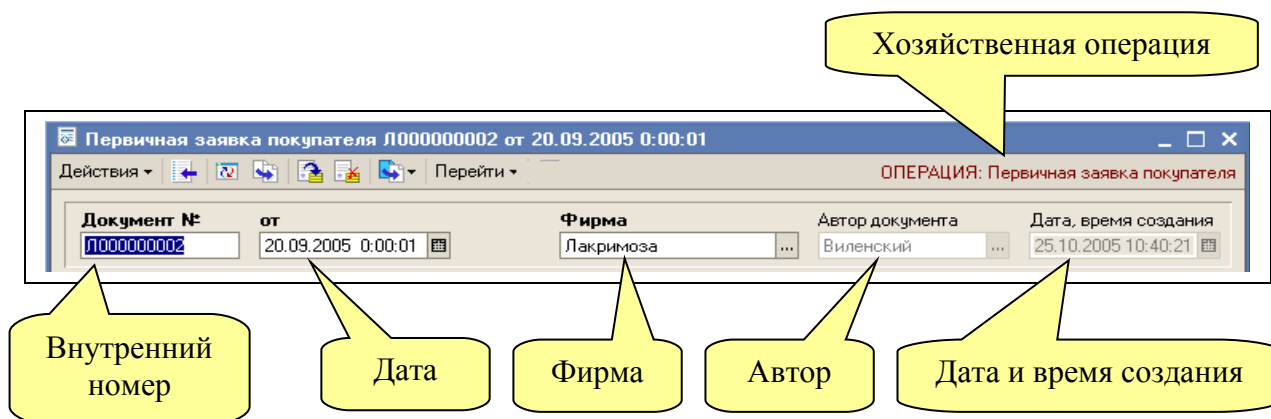 Хозяйственная операция
Первичная заявка покупателя Л000000002 от 20.09.2005 0:00:01
Действия Перейти ОПЕРАЦИЯ: Первичная заявка покупателя
Документ № от Фирма Автор документа Дата, время создания
Л000000002 20.09.2005 0:00:01 Лакримоза ... Виленский ... 25.10.2005 10:40:21
Внутренний
номер
Дата
Фирма
Автор
Дата и время создания